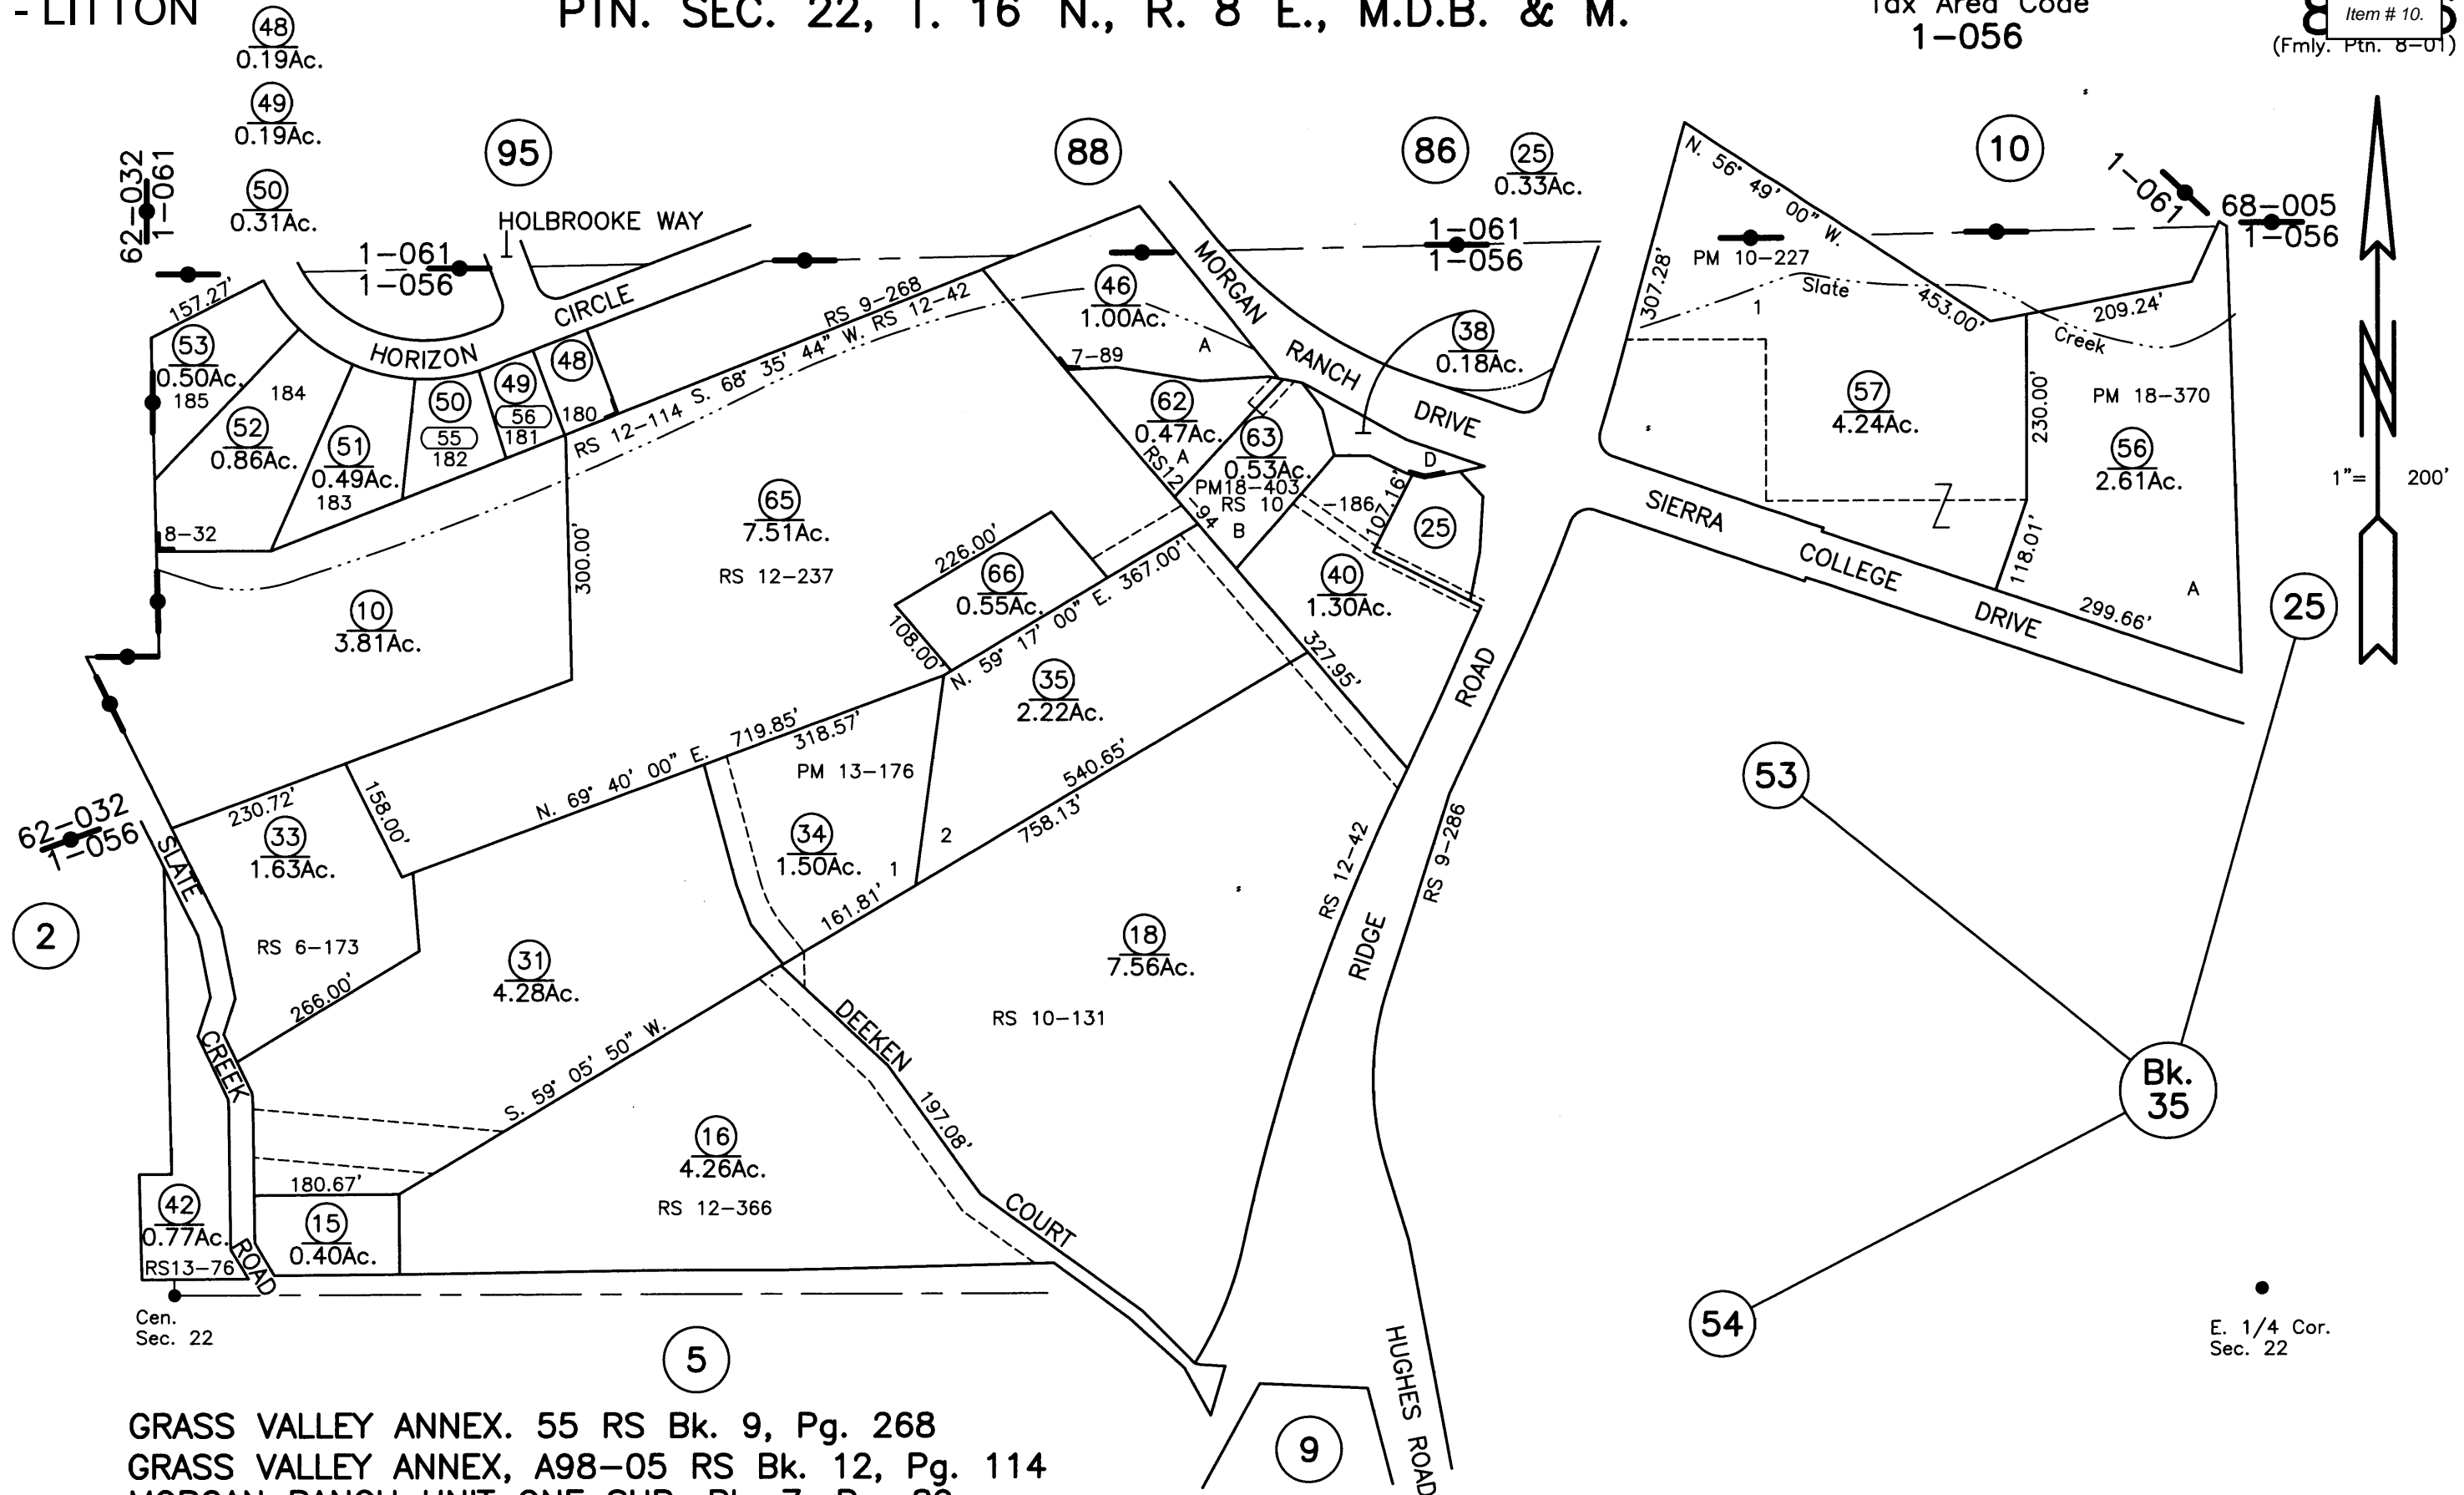 - LITTON
PTN. SEC. 22, T. 16 N., R. 8 E., M.D.B. & M.
Tax Area Code
1-056
Item # 10.
(Fmly. Ptn. 8-01)
48
0.19Ac.
49
0.19Ac.
50
0.31Ac.
62-032
1-061
95
88
86
25
0.33Ac.
10
1-061
68-005
1-056
HOLBROOKE WAY
1-061
1-056
1-061
1-056
N. 56° 49' 00" W.
453.00'
PM 10-227
307.28'
Slate
Creek
1
209.24'
157.27'
HORIZON
CIRCLE
RS 9-268
RS 12-42
S. 68° 35' 44" W.
RS 12-114
MORGAN
RANCH
DRIVE
46
1.00Ac.
A
7-89
38
0.18Ac.
53
0.50Ac.
185
184
52
0.86Ac.
51
0.49Ac.
183
50
55
182
49
56
181
48
180
8-32
62
0.47Ac.
A
RS12
-94
63
0.53Ac.
PM18-403
RS 10
-186
B
D
107.16'
25
57
4.24Ac.
230.00'
PM 18-370
56
2.61Ac.
1"= 200'
118.01'
A
299.66'
SIERRA
COLLEGE
DRIVE
25
65
7.51Ac.
RS 12-237
300.00'
226.00'
66
0.55Ac.
108.00'
N. 59° 17' 00" E. 367.00'
40
1.30Ac.
327.95'
10
3.81Ac.
35
2.22Ac.
ROAD
N. 69° 40' 00" E.
719.85'
318.57'
PM 13-176
540.65'
758.13'
53
62-032
1-056
230.72'
158.00'
33
1.63Ac.
SLATE
34
1.50Ac.
1
2
161.81'
RS 12-42
RS 9-286
2
RS 6-173
31
4.28Ac.
266.00'
18
7.56Ac.
RS 10-131
RIDGE
DEEKEN
CREEK
S. 59° 05' 50" W.
197.08'
Bk.
35
16
4.26Ac.
RS 12-366
COURT
180.67'
42
0.77Ac.
RS13-76
15
0.40Ac.
ROAD
Cen.
Sec. 22
54
E. 1/4 Cor.
Sec. 22
5
HUGHES ROAD
9
GRASS VALLEY ANNEX. 55 RS Bk. 9, Pg. 268
GRASS VALLEY ANNEX, A98-05 RS Bk. 12, Pg. 114
MORGAN RANCH UNIT ONE SUB. Bk. 7, Pg. 89